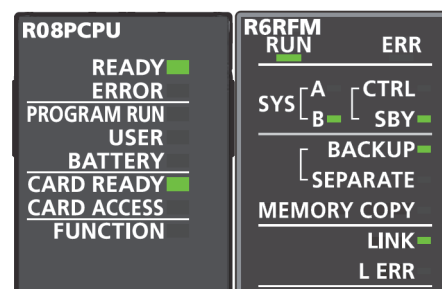 R08PCPU
READY
ERROR
PROGRAM RUN
USER
BATTERY
CARD READY
CARD ACCESS
FUNCTION
R6RFM
RUN ERR
SYS A CTRL
B SBY
BACKUP
SEPARATE
MEMORY COPY
LINK
L ERR